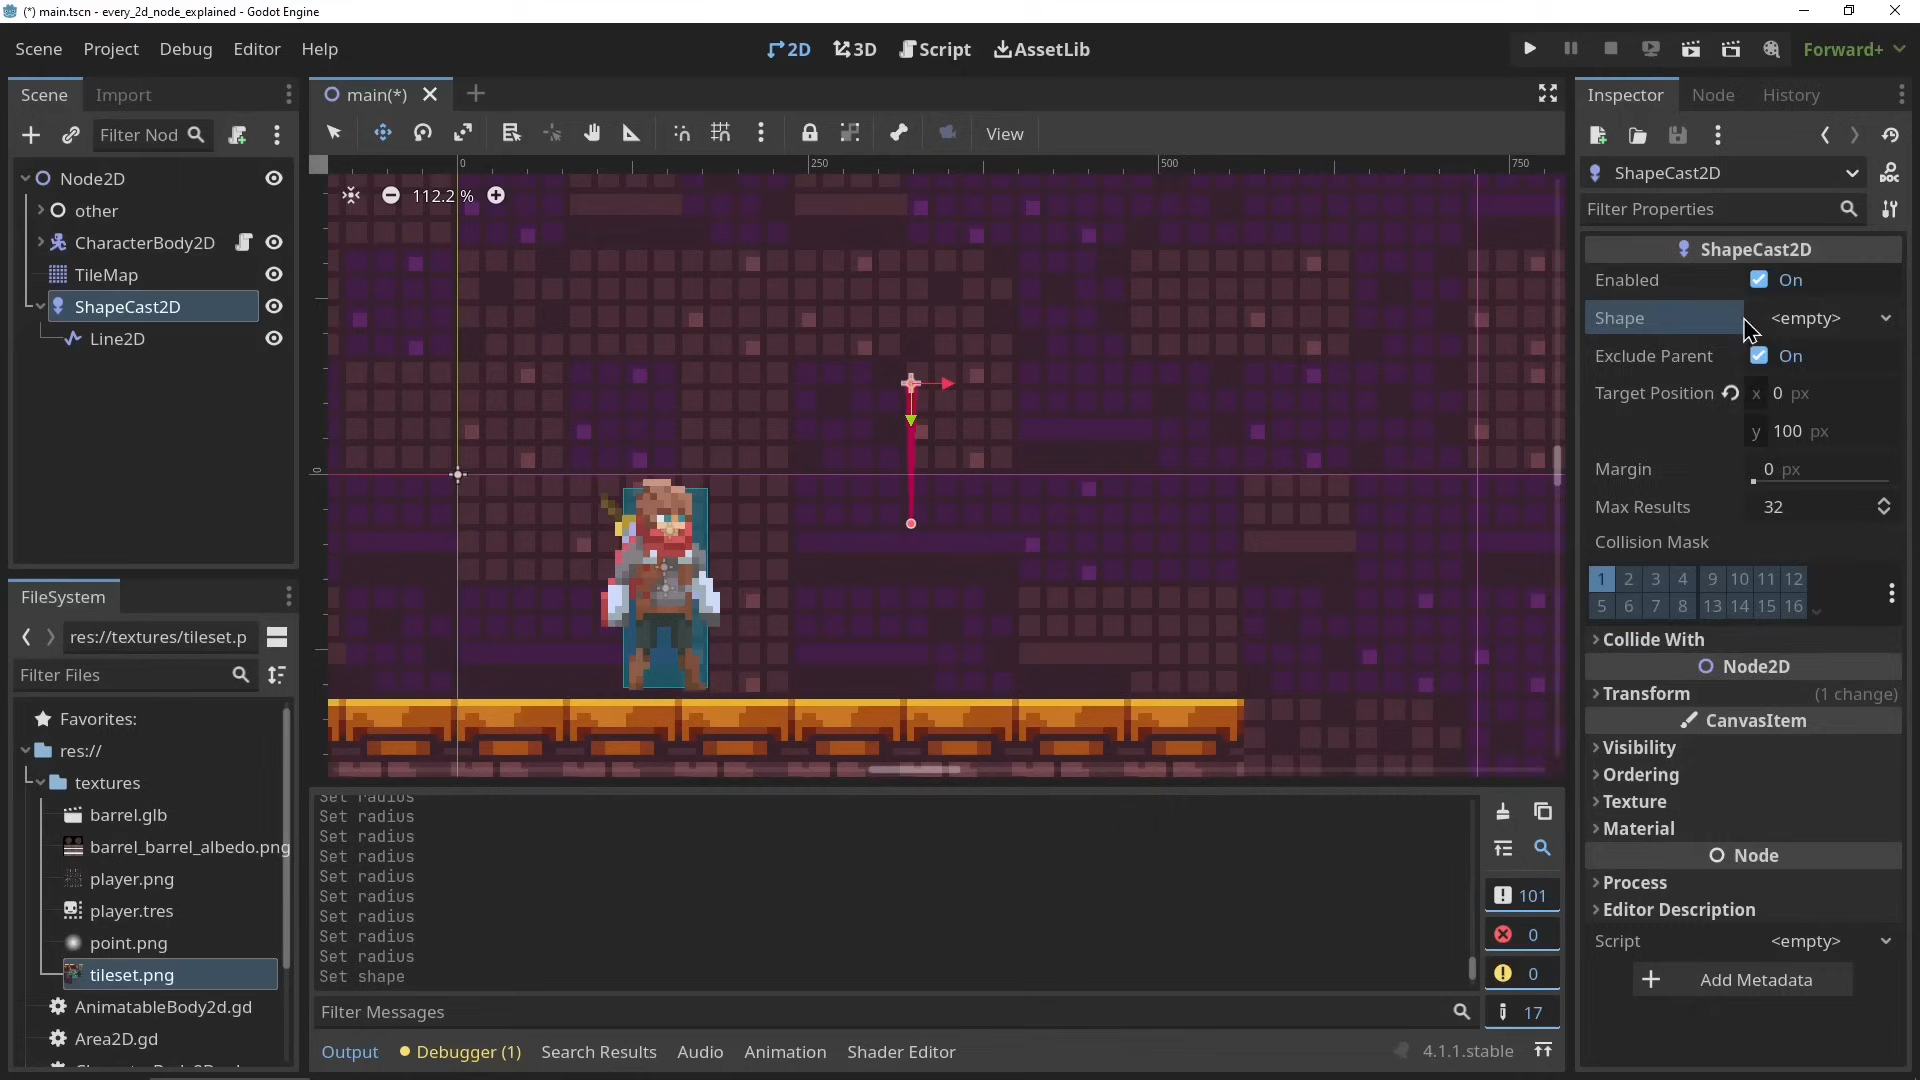 (*) main.tscn - every_2d_node_explained - Godot Engine
Scene Project Debug Editor Help
2D 3D Script AssetLib
Forward+
Scene Import
Filter Nod
Node2D
other
CharacterBody2D
TileMap
ShapeCast2D
Line2D
FileSystem
res://textures/tileset.p
Filter Files
Favorites:
res://
textures
barrel.glb
barrel_barrel_albedo.png
player.png
player.tres
point.png
tileset.png
AnimatableBody2d.gd
Area2D.gd
main(*)
View
0 250 500 750
0
112.2 %
Set radius
Set radius
Set radius
Set radius
Set radius
Set radius
Set radius
Set radius
Set radius
Set shape
Filter Messages
101
0
0
17
Output Debugger (1) Search Results Audio Animation Shader Editor
4.1.1.stable
Inspector Node History
ShapeCast2D
Filter Properties
ShapeCast2D
Enabled On
Shape <empty>
Exclude Parent On
Target Position x 0 px
y 100 px
Margin 0 px
Max Results 32
Collision Mask
1 2 3 4 9 10 11 12
5 6 7 8 13 14 15 16
Collide With
Node2D
Transform (1 change)
CanvasItem
Visibility
Ordering
Texture
Material
Node
Process
Editor Description
Script <empty>
Add Metadata